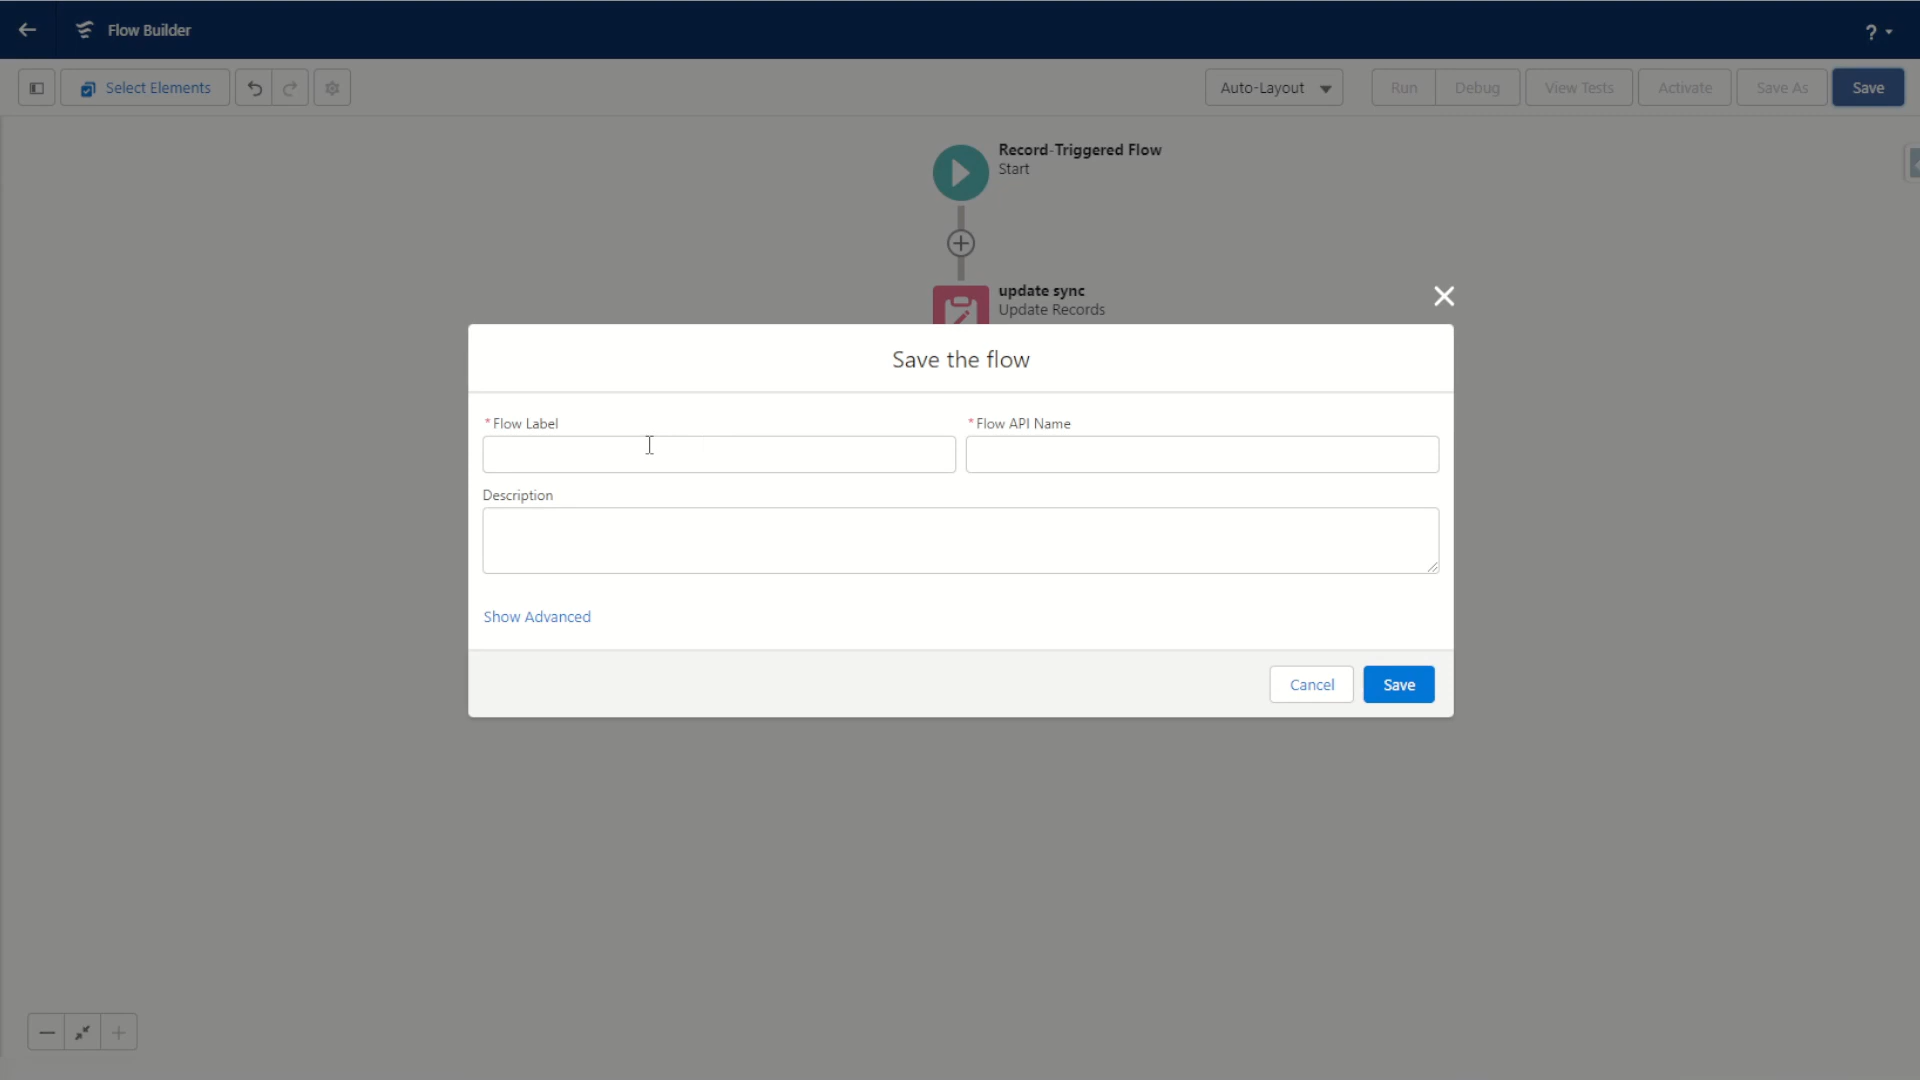 Flow Builder
?
Select Elements
Auto-Layout
Run
Debug
View Tests
Activate
Save As
Save
Record-Triggered Flow
Start
update sync
Update Records
Save the flow
* Flow Label
* Flow API Name
Description
Show Advanced
Cancel
Save